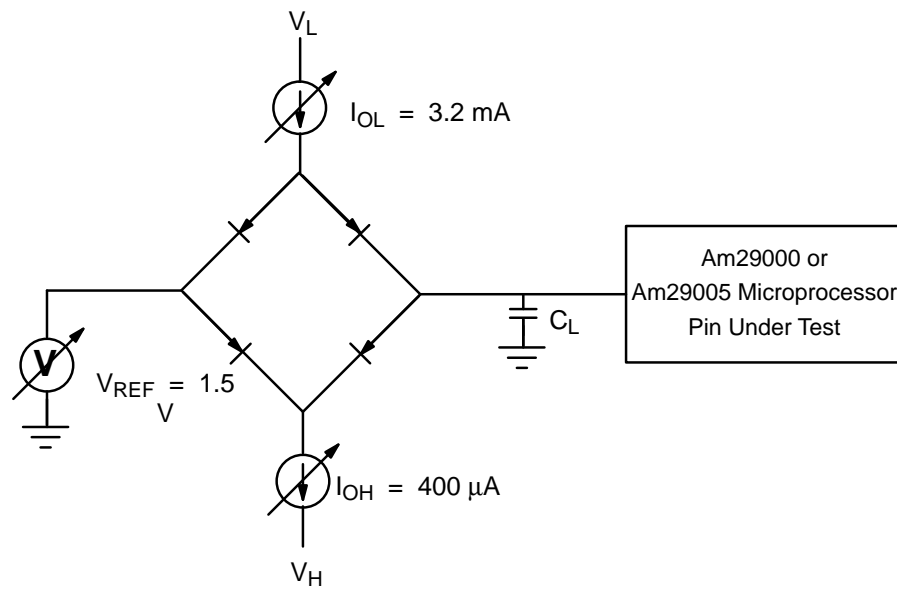 V_L
I_OL = 3.2 mA
Am29000 or
Am29005 Microprocessor
Pin Under Test
C_L
V
V_REF = 1.5
V
I_OH = 400 μA
V_H